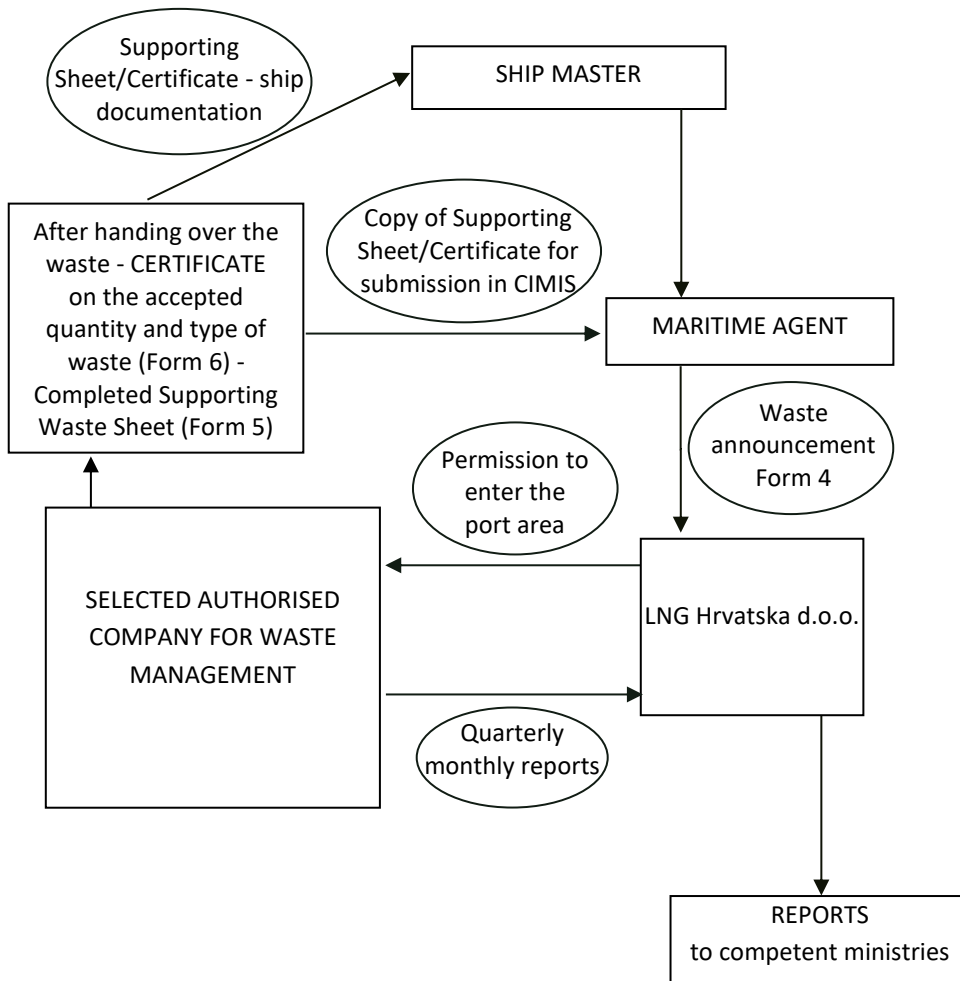 Supporting
Sheet/Certificate - ship
documentation
SHIP MASTER
After handing over the
waste - CERTIFICATE
on the accepted
quantity and type of
waste (Form 6) -
Completed Supporting
Waste Sheet (Form 5)
Copy of Supporting
Sheet/Certificate for
submission in CIMIS
MARITIME AGENT
Waste
announcement
Form 4
Permission to
enter the
port area
SELECTED AUTHORISED
COMPANY FOR WASTE
MANAGEMENT
LNG Hrvatska d.o.o.
Quarterly
monthly reports
REPORTS
to competent ministries